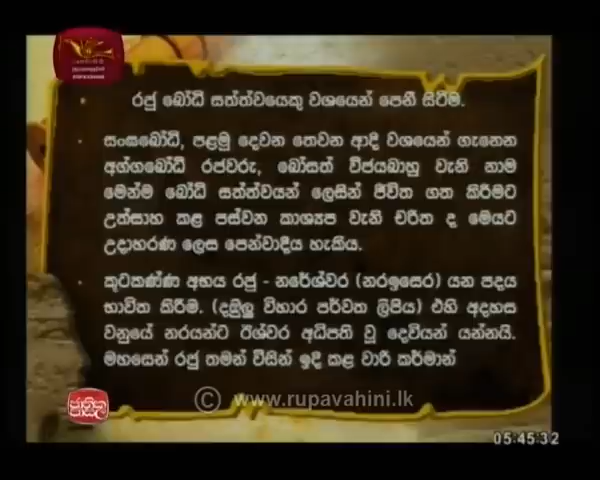 රජු බෝධි සත්ත්වයෙකු වශයෙන් පෙනී සිටීම.
සංඝබෝධි, පළමු දෙවන තෙවන ආදී වශයෙන් ගැනෙන
අග්ගබෝධි රජවරු, බෝසත් විජයබාහු වැනි නාම
මෙන්ම බෝධි සත්ත්වයන් ලෙසින් ජීවිත ගත කිරීමට
උත්සාහ කළ පස්වන කාශ්‍යප වැනි චරිත ද මෙයට
උදාහරණ ලෙස පෙන්වාදිය හැකිය.
කුටකණ්ණ අභය රජු - නරේශ්වර (නරඉසෙර) යන පදය
භාවිත කිරීම. (දඹුලු විහාර පර්වත ලිපිය) එහි අදහස
වනුයේ නරයන්ට ඊශ්වර අධිපති වූ දෙවියන් යන්නයි.
මහසෙන් රජු තමන් විසින් ඉදි කළ වාරි කර්මාන්
ජාතික
පාසල
© www.rupavahini.lk
05:45:32